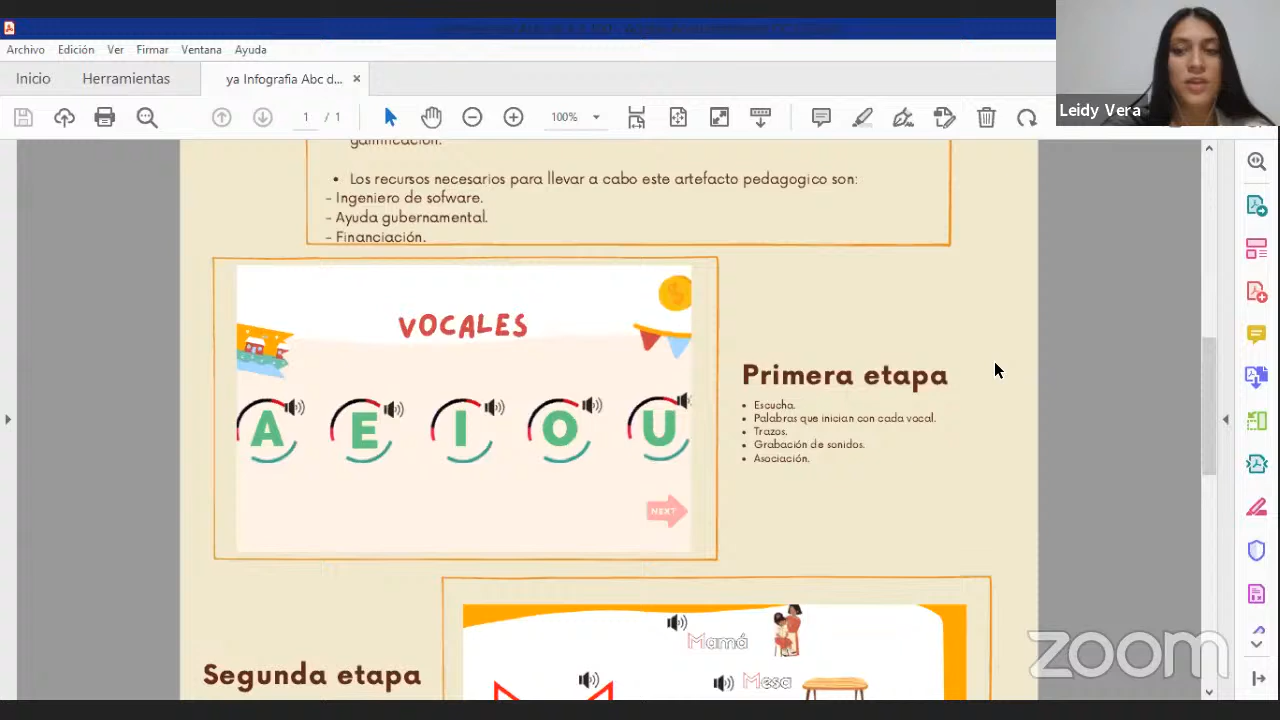 Archivo Edición Ver Firmar Ventana Ayuda
Inicio Herramientas ya Infografia Abc d... ×
1 / 1 100%
Leidy Vera
gamificación.
• Los recursos necesarios para llevar a cabo este artefacto pedagogico son:
- Ingeniero de sofware.
- Ayuda gubernamental.
- Financiación.
VOCALES
A E I O U
NEXT
Primera etapa
• Escucha.
• Palabras que inician con cada vocal.
• Trazos.
• Grabación de sonidos.
• Asociación.
Segunda etapa
Mamá
Mesa
zoom